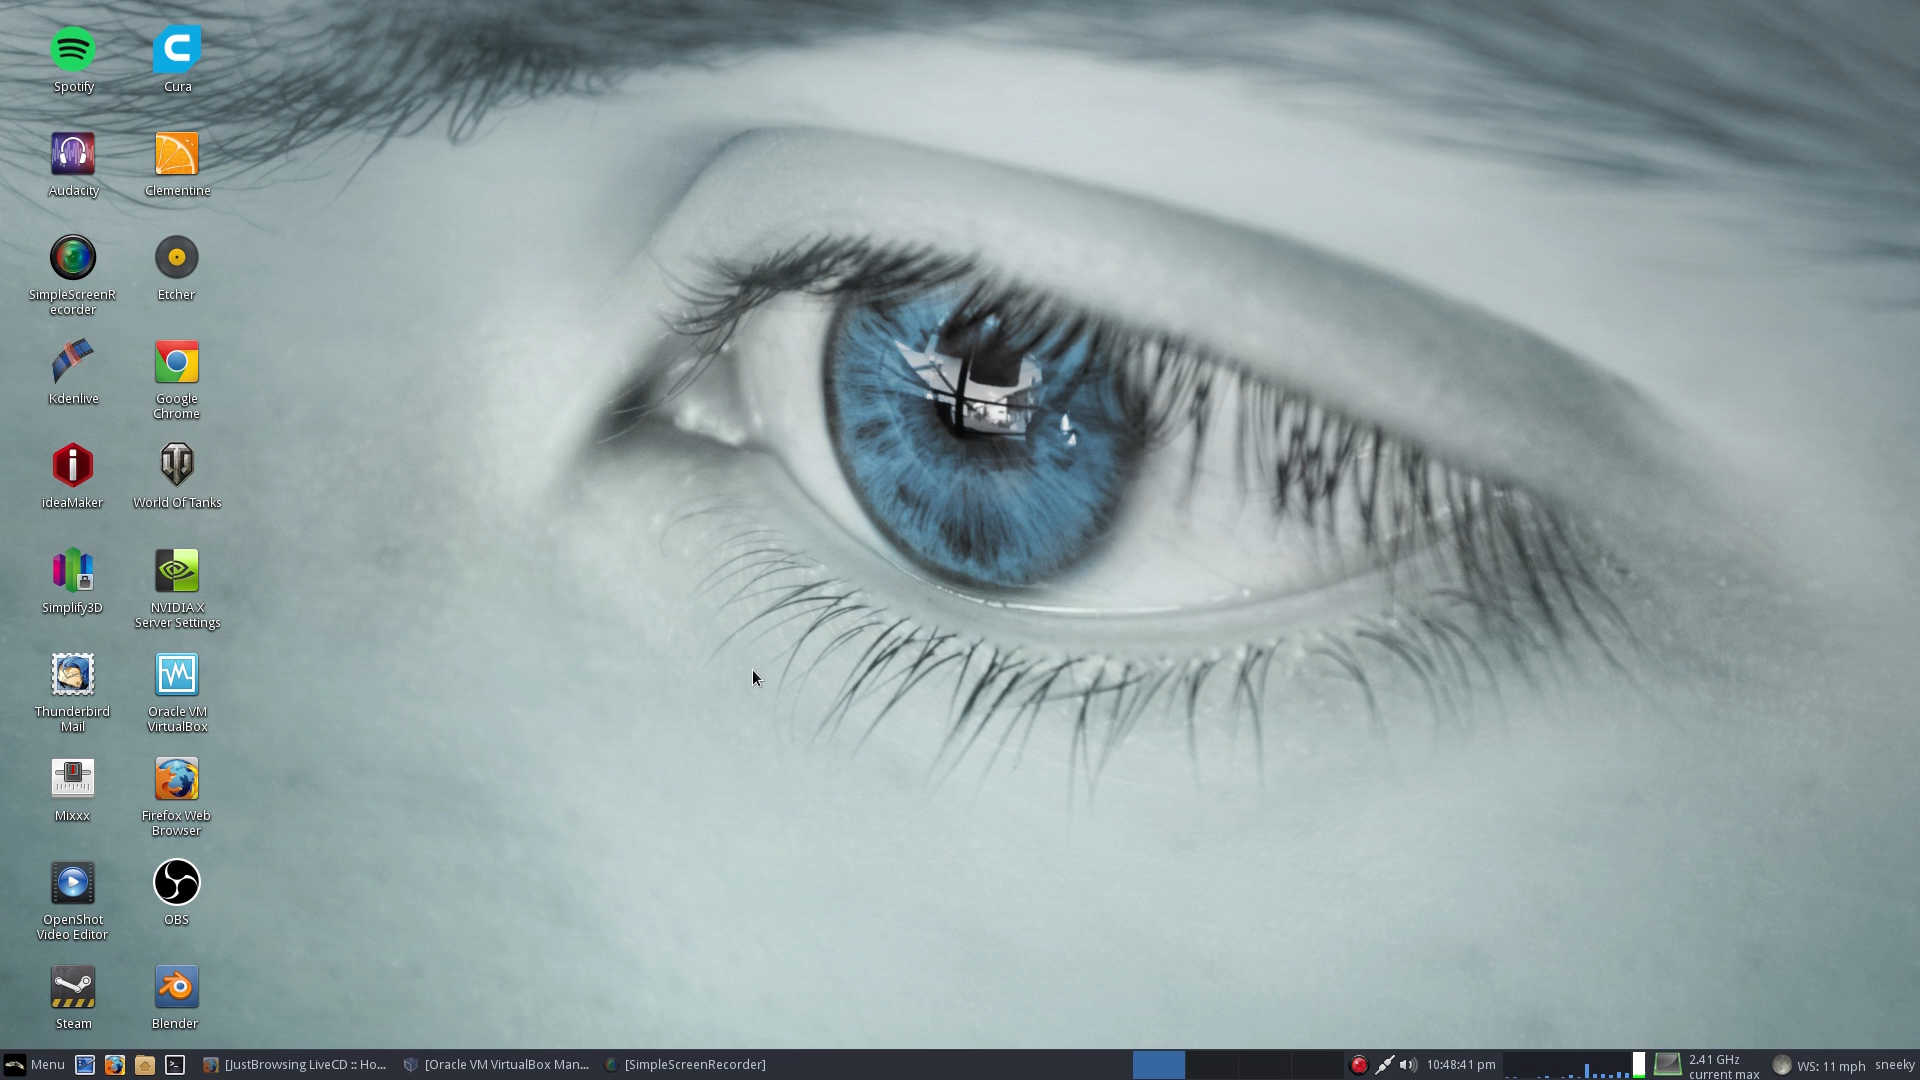 Spotify
Cura
Audacity
Clementine
SimpleScreenR
ecorder
Etcher
Kdenlive
Google
Chrome
ideaMaker
World Of Tanks
Simplify3D
NVIDIA X
Server Settings
Thunderbird
Mail
Oracle VM
VirtualBox
Mixxx
Firefox Web
Browser
OpenShot
Video Editor
OBS
Steam
Blender
Menu
[JustBrowsing LiveCD :: Ho...
[Oracle VM VirtualBox Man...
[SimpleScreenRecorder]
10:48:41 pm
2.41 GHz
current max
WS: 11 mph
sneeky